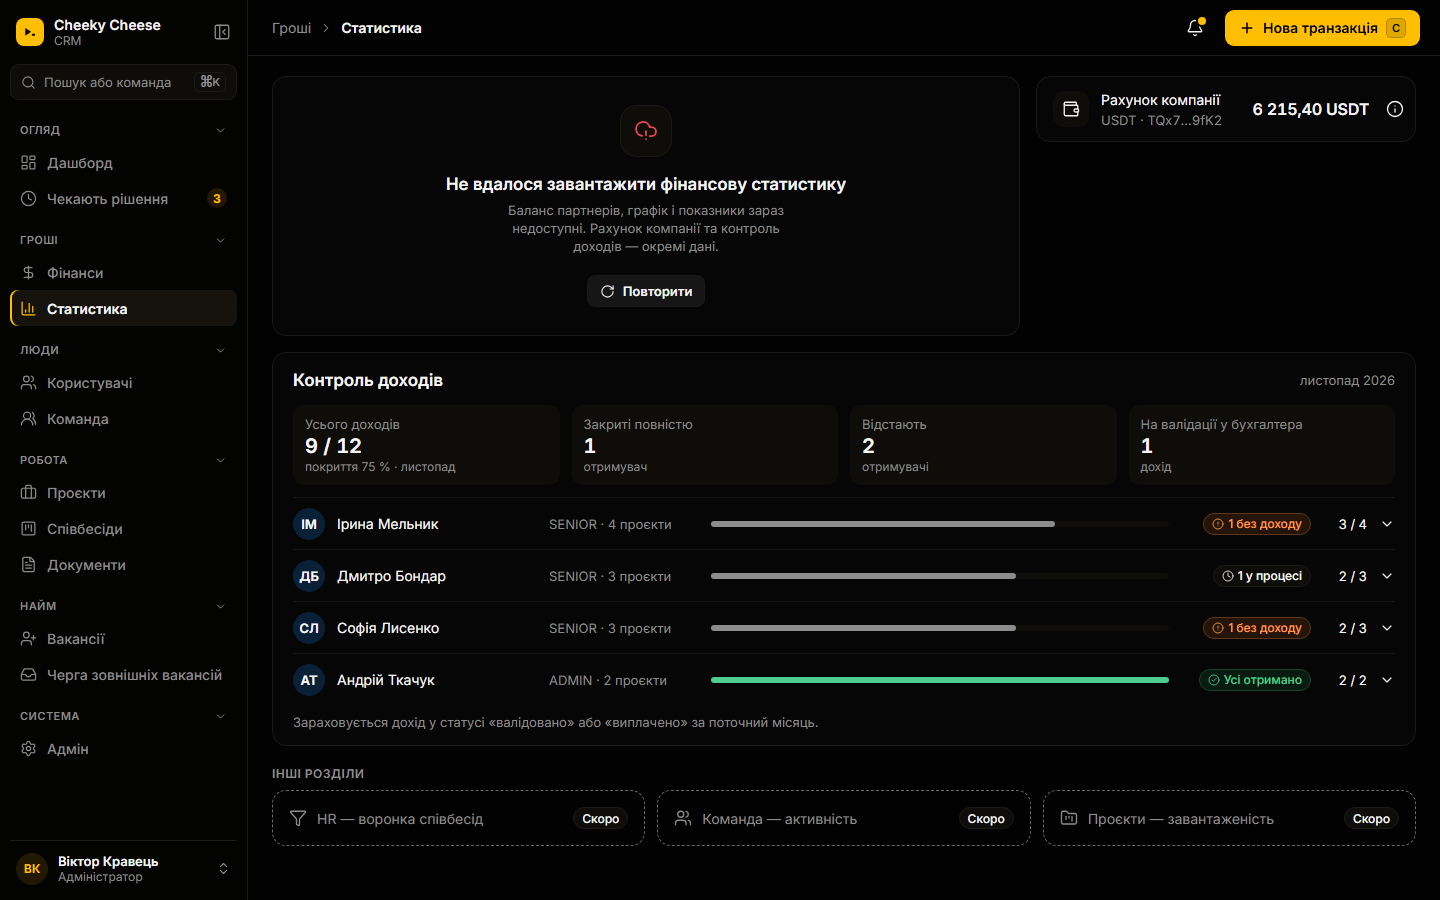 Cheeky Cheese
CRM
Пошук або команда
⌘K
ОГЛЯД
Дашборд
Чекають рішення
3
ГРОШІ
Фінанси
Статистика
ЛЮДИ
Користувачі
Команда
РОБОТА
Проєкти
Співбесіди
Документи
НАЙМ
Вакансії
Черга зовнішніх вакансій
СИСТЕМА
Адмін
ВК
Віктор Кравець
Адміністратор
Гроші
Статистика
Нова транзакція
C
Не вдалося завантажити фінансову статистику
Баланс партнерів, графік і показники зараз
недоступні. Рахунок компанії та контроль
доходів — окремі дані.
Повторити
Рахунок компанії
USDT · TQx7…9fK2
6 215,40 USDT
Контроль доходів
листопад 2026
Усього доходів
9 / 12
покриття 75 % · листопад
Закриті повністю
1
отримувач
Відстають
2
отримувачі
На валідації у бухгалтера
1
дохід
ІМ
Ірина Мельник
SENIOR · 4 проєкти
1 без доходу
3 / 4
ДБ
Дмитро Бондар
SENIOR · 3 проєкти
1 у процесі
2 / 3
СЛ
Софія Лисенко
SENIOR · 3 проєкти
1 без доходу
2 / 3
АТ
Андрій Ткачук
ADMIN · 2 проєкти
Усі отримано
2 / 2
Зараховується дохід у статусі «валідовано» або «виплачено» за поточний місяць.
ІНШІ РОЗДІЛИ
HR — воронка співбесід
Скоро
Команда — активність
Скоро
Проєкти — завантаженість
Скоро